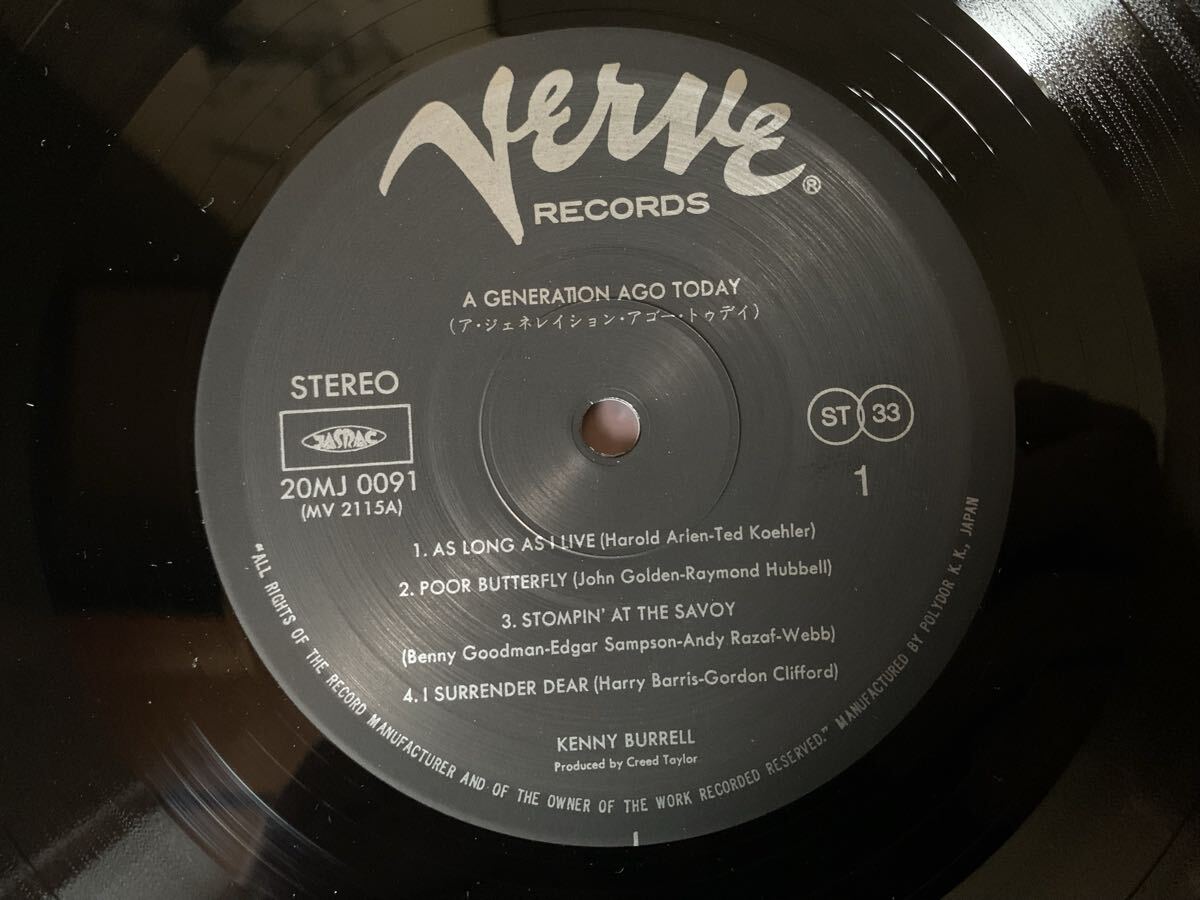 Verve®
RECORDS
A GENERATION AGO TODAY
(ア・ジェネレイション・アゴー・トゥデイ)
STEREO
JASRAC
20MJ 0091
(MV 2115A)
ST 33
1
1. AS LONG AS I LIVE (Harold Arlen-Ted Koehler)
2. POOR BUTTERFLY (John Golden-Raymond Hubbell)
3. STOMPIN' AT THE SAVOY
(Benny Goodman-Edgar Sampson-Andy Razaf-Webb)
4. I SURRENDER DEAR (Harry Barris-Gordon Clifford)
KENNY BURRELL
Produced by Creed Taylor
"ALL RIGHTS OF THE RECORD MANUFACTURER AND OF THE OWNER OF THE WORK RECORDED RESERVED." MANUFACTURED BY POLYDOR K. K., JAPAN